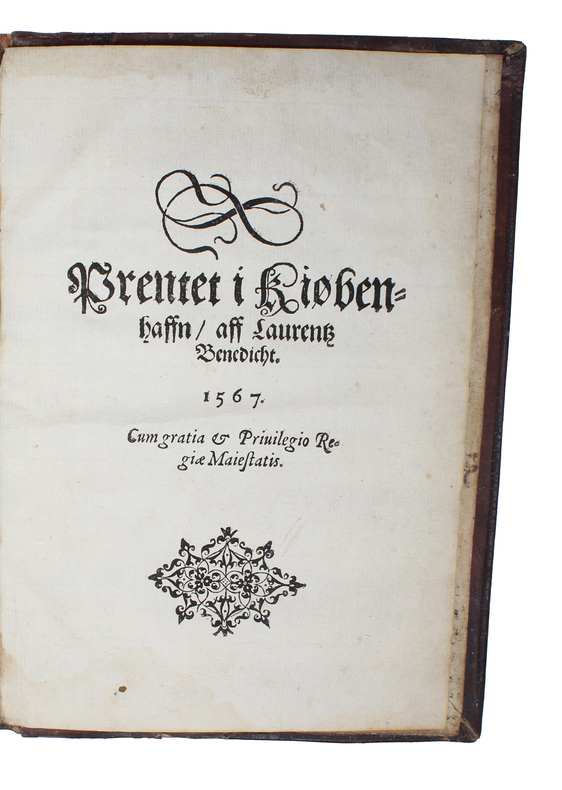 Prentet i Kiøben-
haffn / aff Laurentz
Benedicht.
1567.
Cum gratia & Priuilegio Re-
giæ Maieſtatis.